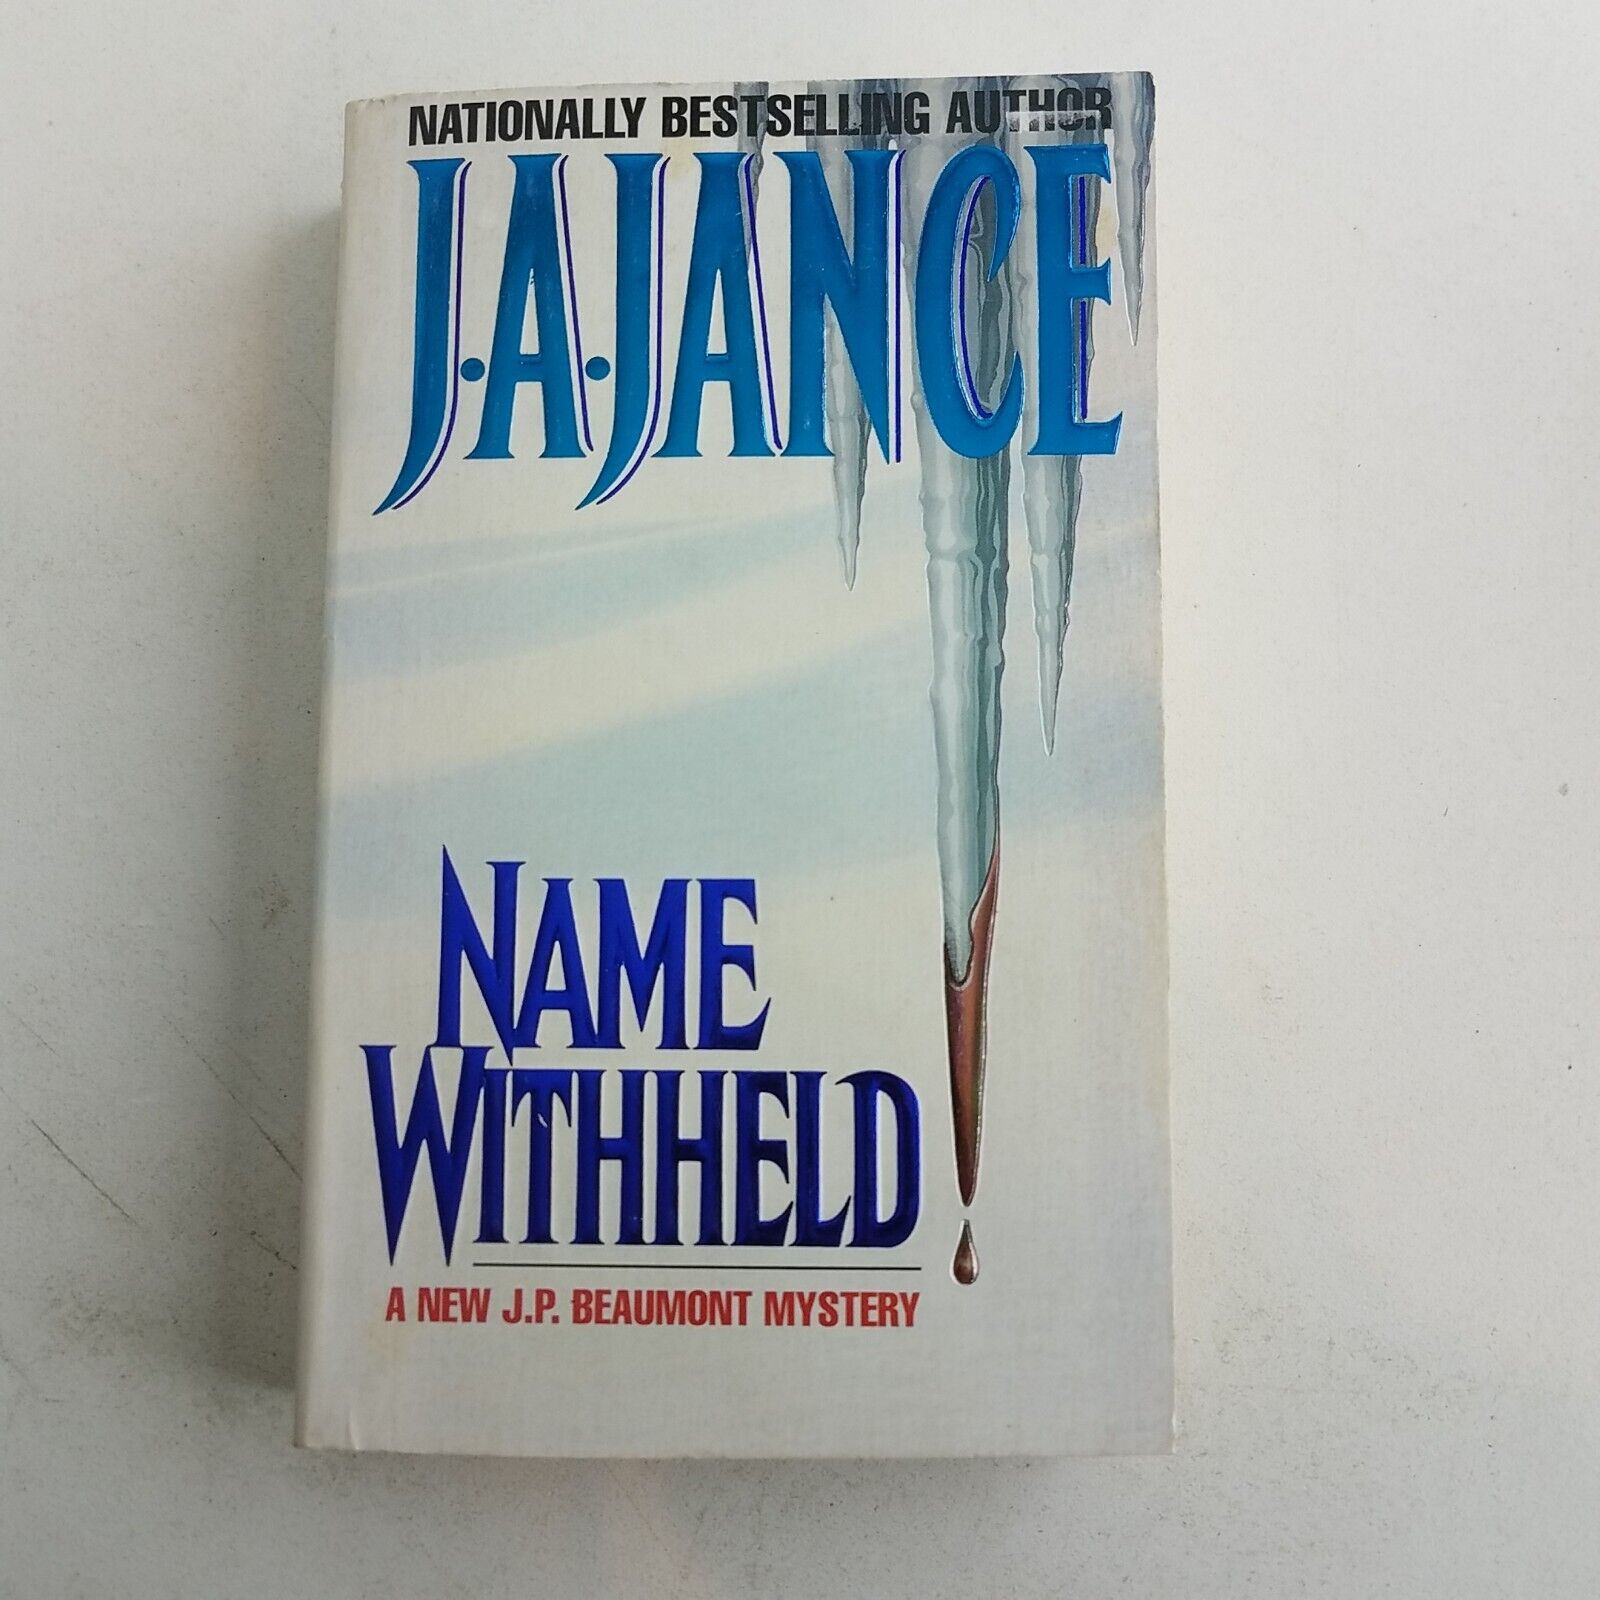 NATIONALLY BESTSELLING AUTHOR
J.A.JANCE
NAME
WITHHELD
A NEW J.P. BEAUMONT MYSTERY